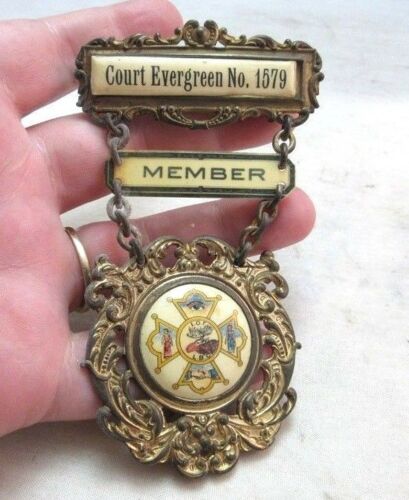 Court Evergreen No. 1579
MEMBER
I.O.F.
L.B.C.